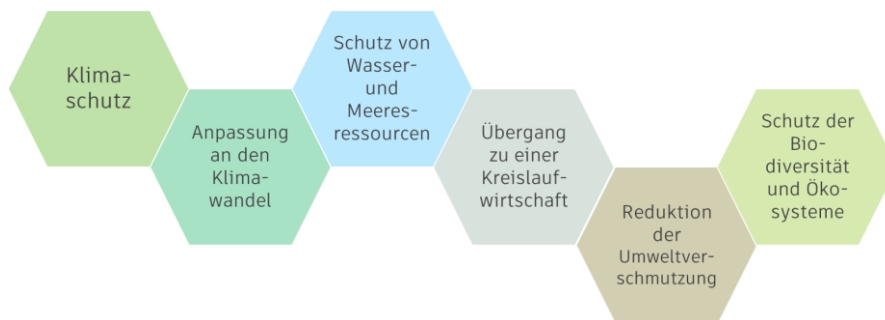 Klima-
schutz
Anpassung
an den
Klima-
wandel
Schutz von
Wasser-
und
Meeres-
ressourcen
Übergang
zu einer
Kreislauf-
wirtschaft
Reduktion
der
Umweltver-
schmutzung
Schutz der
Bio-
diversität
und Öko-
systeme